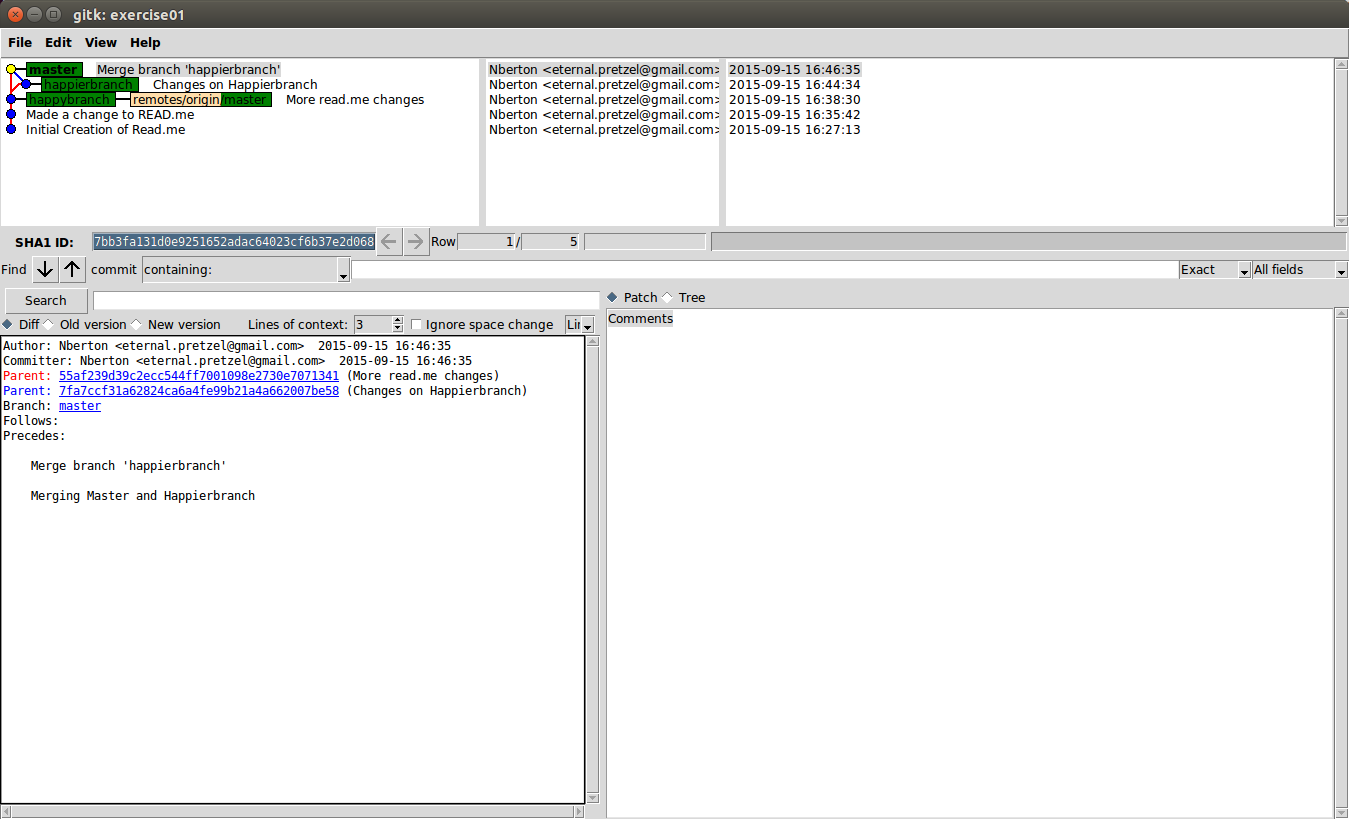 gitk: exercise01
File Edit View Help
master Merge branch 'happierbranch' Nberton <eternal.pretzel@gmail.com> 2015-09-15 16:46:35
happierbranch Changes on Happierbranch Nberton <eternal.pretzel@gmail.com> 2015-09-15 16:44:34
happybranch remotes/origin/master More read.me changes Nberton <eternal.pretzel@gmail.com> 2015-09-15 16:38:30
Made a change to READ.me Nberton <eternal.pretzel@gmail.com> 2015-09-15 16:35:42
Initial Creation of Read.me Nberton <eternal.pretzel@gmail.com> 2015-09-15 16:27:13
SHA1 ID: 7bb3fa131d0e9251652adac64023cf6b37e2d068 Row 1 / 5
Find commit containing: Exact All fields
Search Patch Tree
Diff Old version New version Lines of context: 3 Ignore space change Lin
Comments
Author: Nberton <eternal.pretzel@gmail.com> 2015-09-15 16:46:35
Committer: Nberton <eternal.pretzel@gmail.com> 2015-09-15 16:46:35
Parent: 55af239d39c2ecc544ff7001098e2730e7071341 (More read.me changes)
Parent: 7fa7ccf31a62824ca6a4fe99b21a4a662007be58 (Changes on Happierbranch)
Branch: master
Follows:
Precedes:
Merge branch 'happierbranch'
Merging Master and Happierbranch